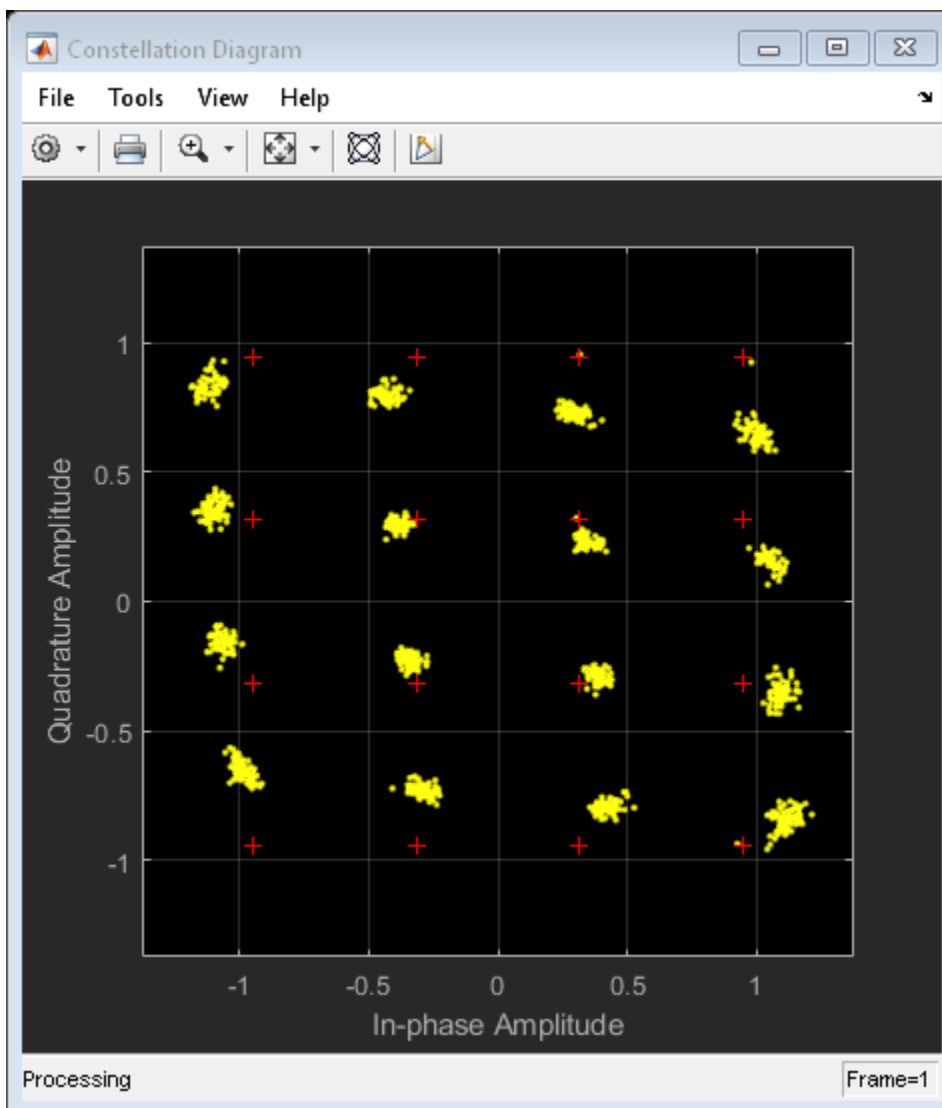 Constellation Diagram
File Tools View Help
1
0.5
0
-0.5
-1
Quadrature Amplitude
-1 -0.5 0 0.5 1
In-phase Amplitude
Processing Frame=1